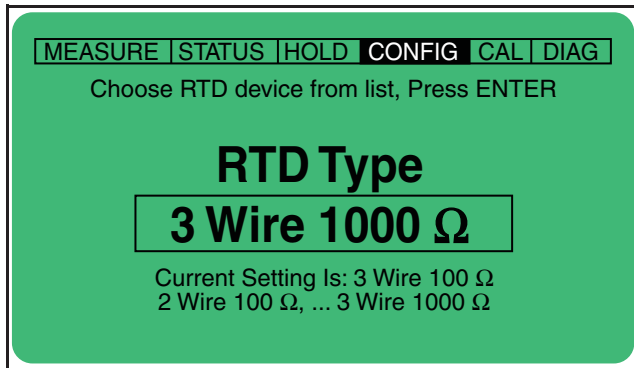 MEASURE STATUS HOLD CONFIG CAL DIAG
Choose RTD device from list, Press ENTER
RTD Type
3 Wire 1000 Ω
Current Setting Is: 3 Wire 100 Ω
2 Wire 100 Ω, ... 3 Wire 1000 Ω